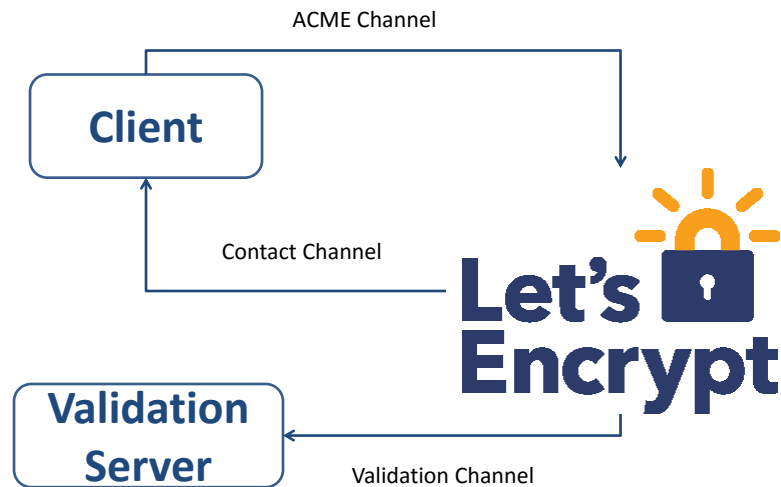 ACME Channel
Client
Contact Channel
Let's
Encrypt
Validation
Server
Validation Channel